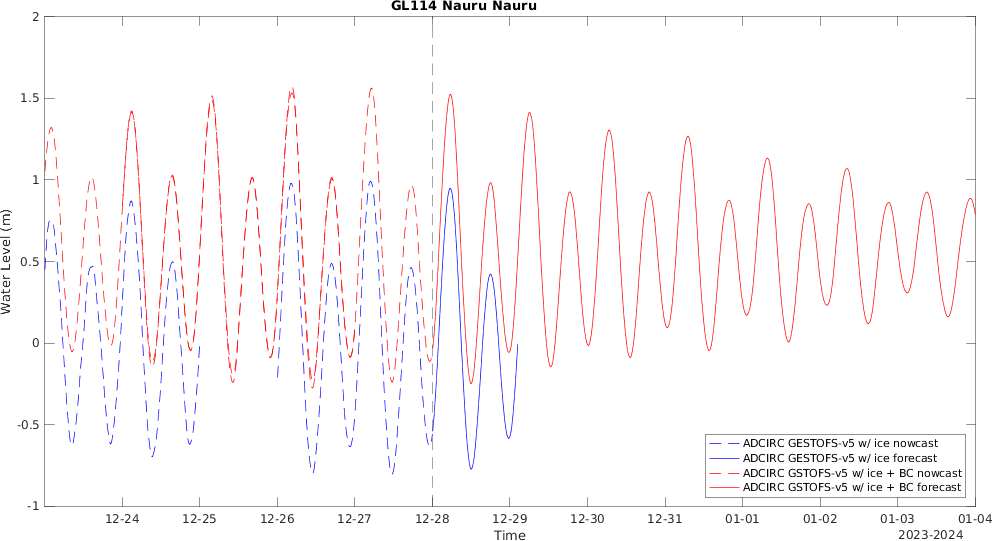 GL114 Nauru Nauru
Water Level (m)
2
1.5
1
0.5
0
-0.5
-1
12-24
12-25
12-26
12-27
12-28
12-29
12-30
12-31
01-01
01-02
01-03
01-04
Time
2023-2024
ADCIRC GESTOFS-v5 w/ ice nowcast
ADCIRC GESTOFS-v5 w/ ice forecast
ADCIRC GSTOFS-v5 w/ ice + BC nowcast
ADCIRC GSTOFS-v5 w/ ice + BC forecast